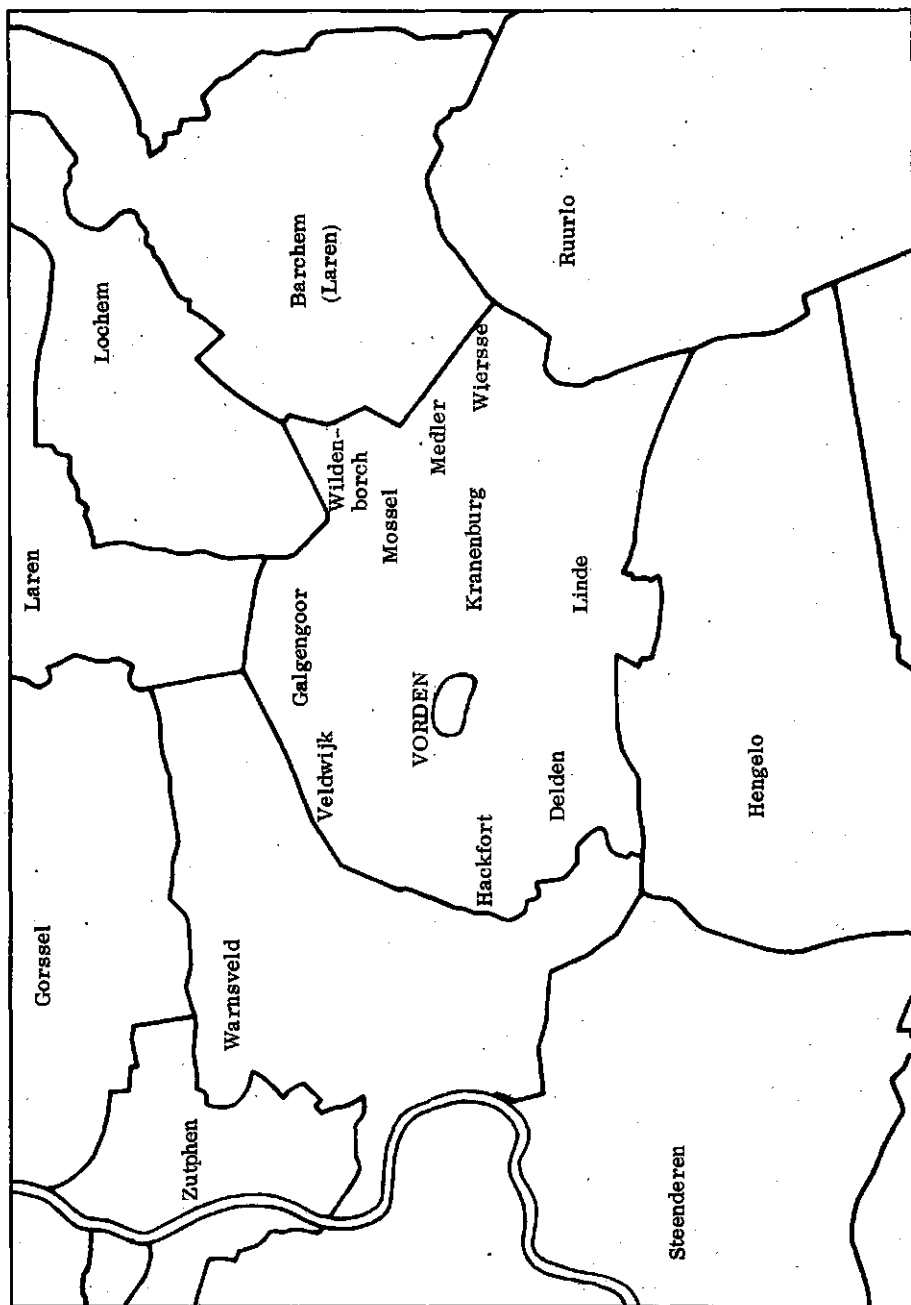 Gorssel
Laren
Lochem
Zutphen
Warnsveld
Barchem
(Laren)
Galgengoor
Veldwijk
Wilden-
borch
Mossel
VORDEN
Medler
Hackfort
Kranenburg
Wiersse
Delden
Linde
Ruurlo
Steenderen
Hengelo